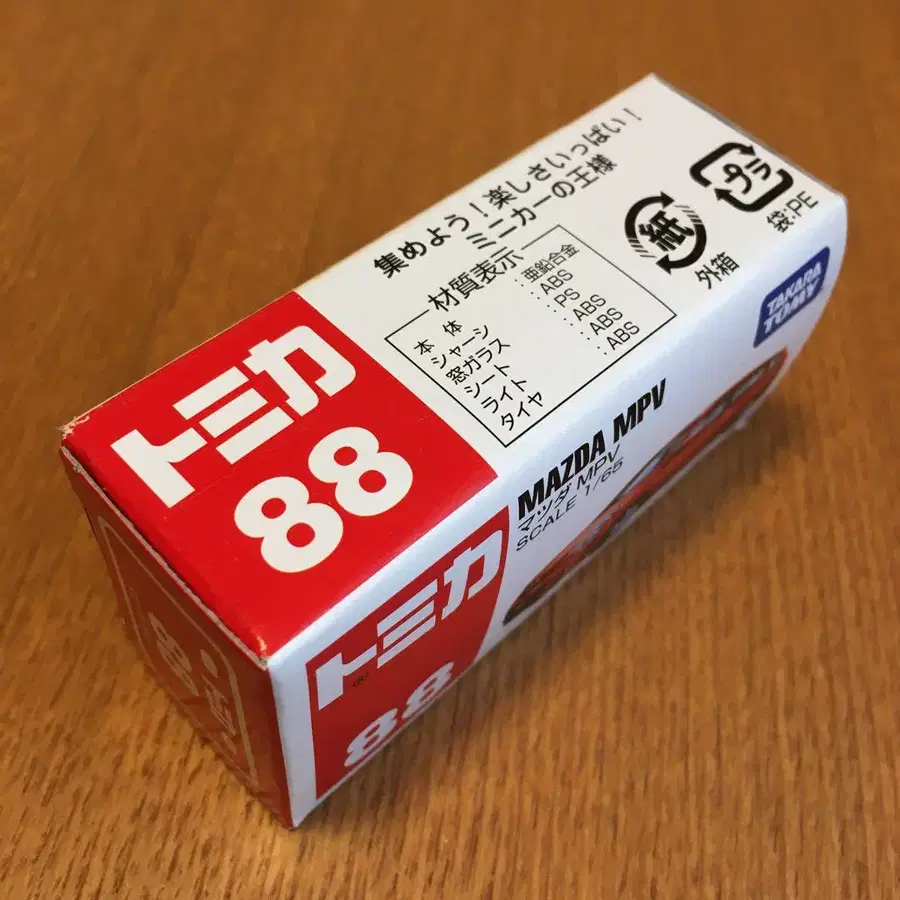 トミカ
88
集めよう!楽しさいっぱい!
ミニカーの王様
材質表示
本 体 :亜鉛合金
シャーシ :ABS
窓ガラス :PS
シート :ABS
ライト :ABS
タイヤ :ABS
紙
外箱
プラ
袋:PE
TAKARA
TOMY
MAZDA MPV
マツダ MPV
SCALE 1/65
トミカ
®
88
トミカ
88